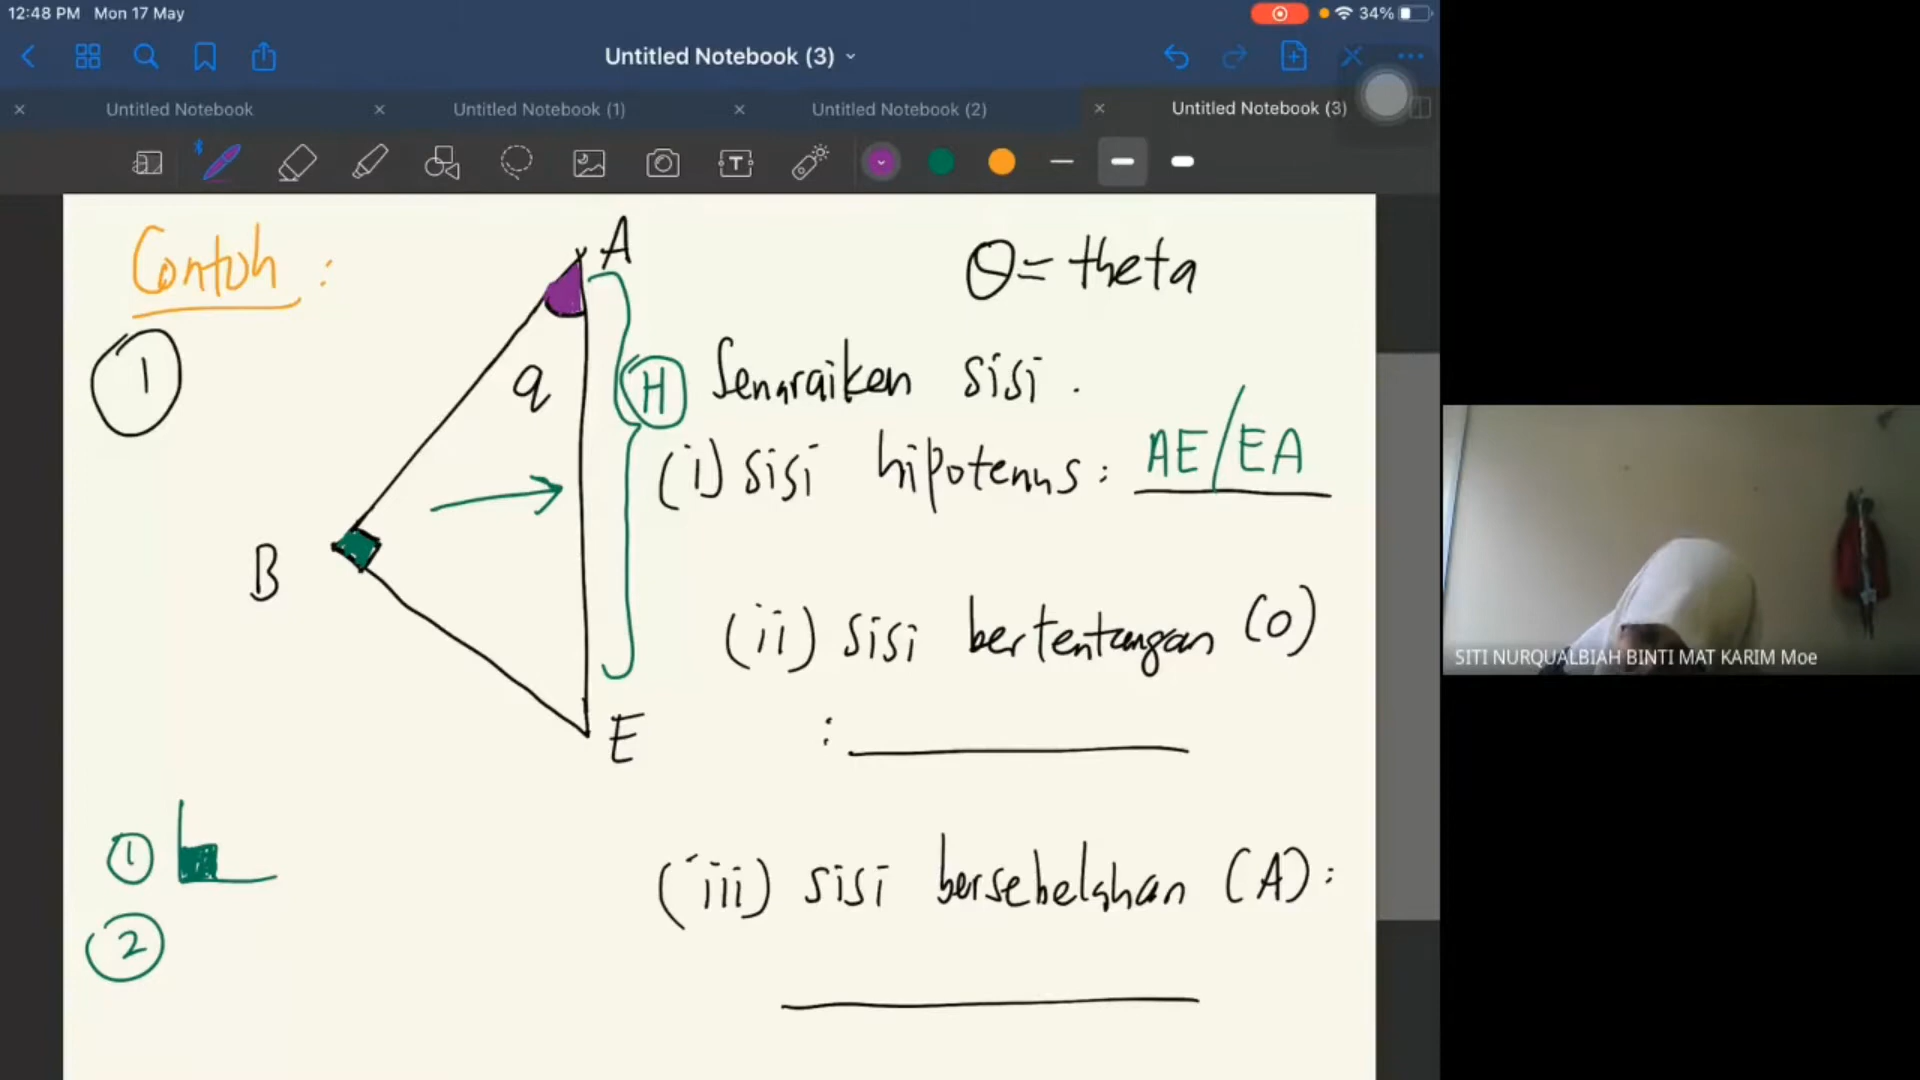 12:48 PM Mon 17 May
34%
Untitled Notebook (3)
Untitled Notebook
Untitled Notebook (1)
Untitled Notebook (2)
Untitled Notebook (3)
T
Contoh :
A
θ = theta
1
q
H
Senaraikan sisi .
(i) sisi hipotenus : AE/EA
B
(ii) sisi bertentangan (O)
:
E
1
(iii) sisi bersebelahan (A) :
2
SITI NURQUALBIAH BINTI MAT KARIM Moe